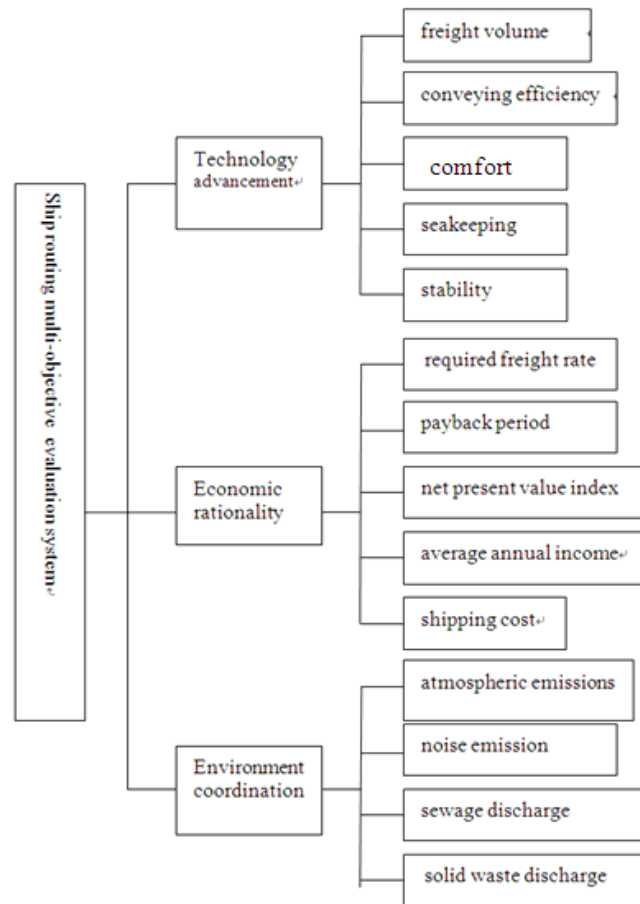 Ship routing multi-objective evaluation system
Technology
advancement
freight volume
conveying efficiency
comfort
seakeeping
stability
Economic
rationality
required freight rate
payback period
net present value index
average annual income
shipping cost
Environment
coordination
atmospheric emissions
noise emission
sewage discharge
solid waste discharge